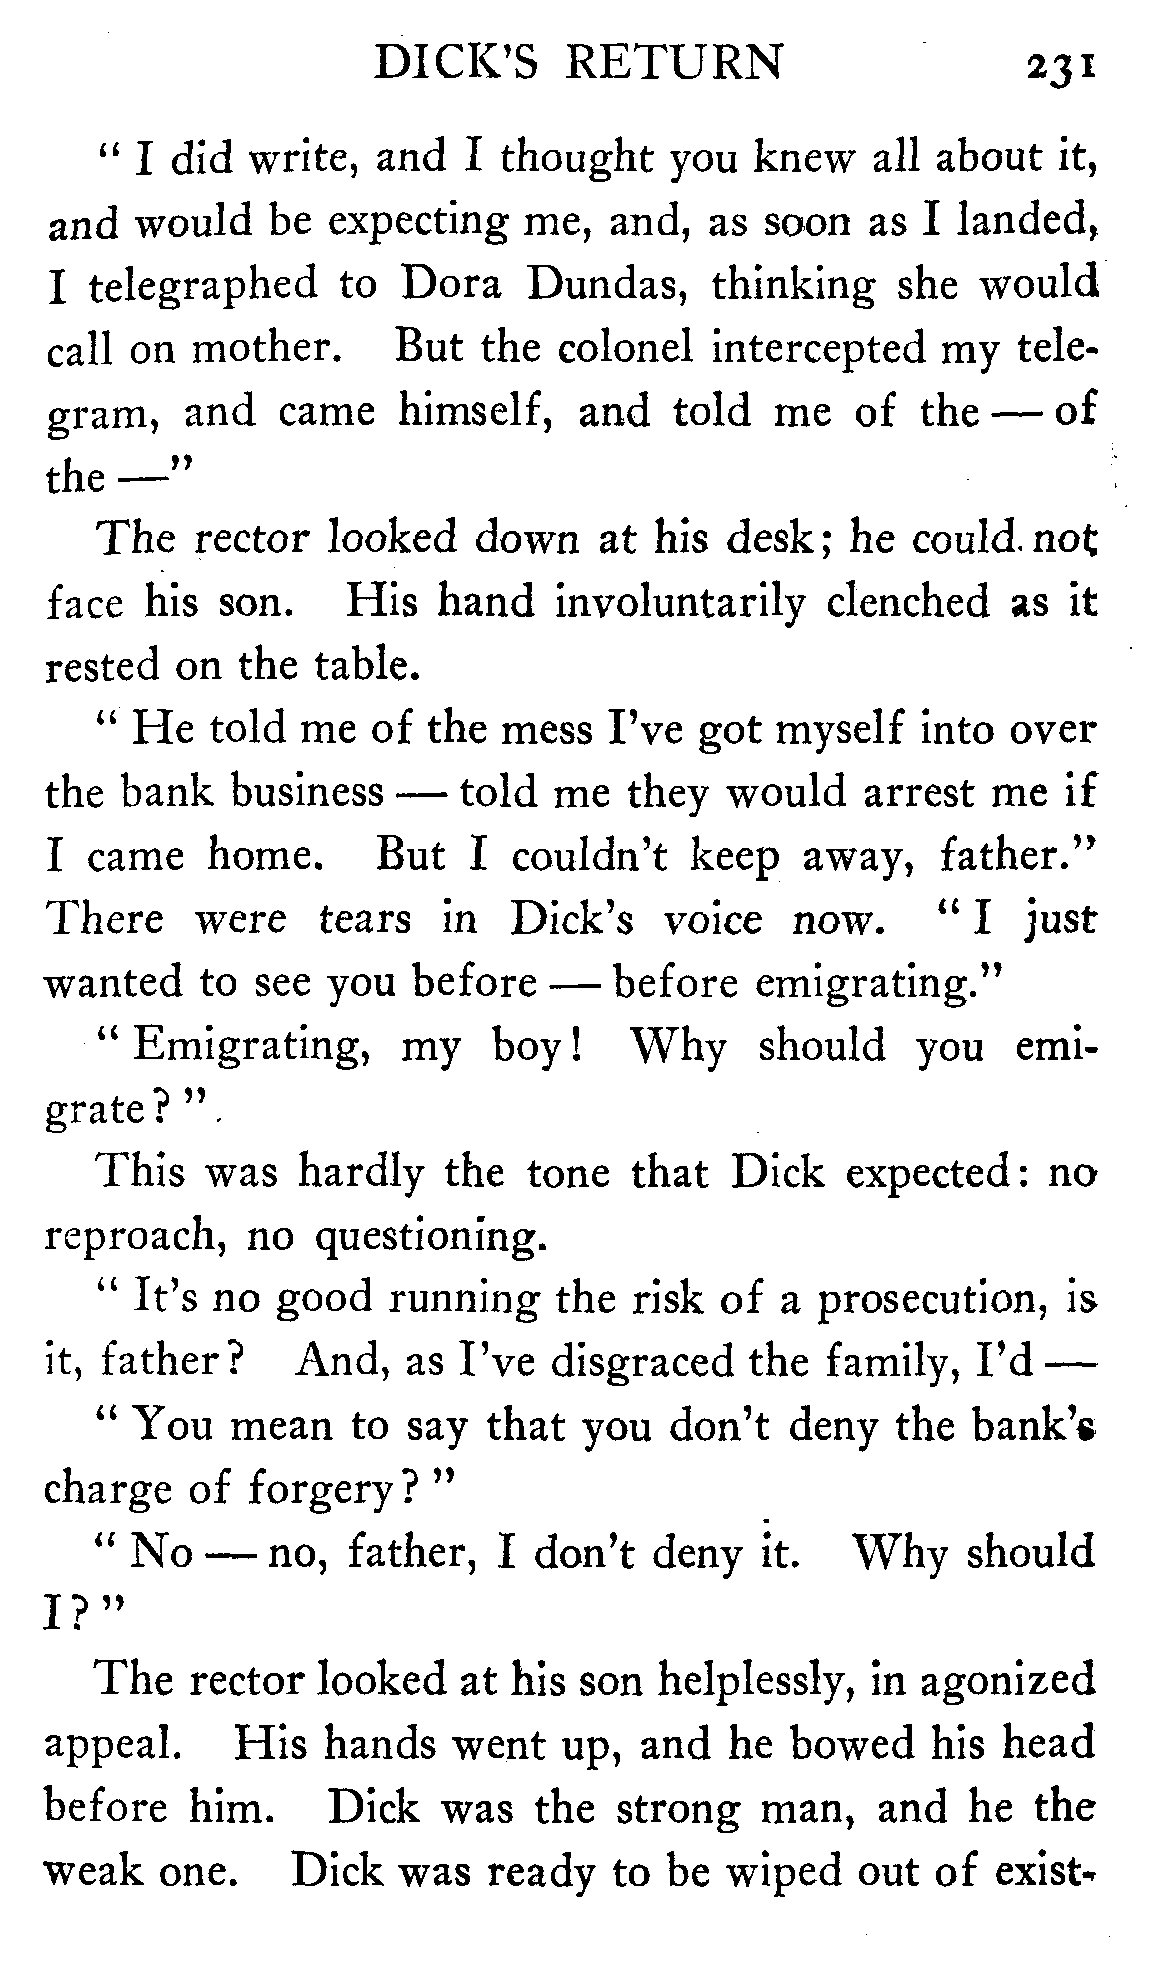 DICK'S RETURN 231
" I did write, and I thought you knew all about it,
and would be expecting me, and, as soon as I landed,
I telegraphed to Dora Dundas, thinking she would
call on mother. But the colonel intercepted my tele-
gram, and came himself, and told me of the — of
the —"
The rector looked down at his desk; he could not
face his son. His hand involuntarily clenched as it
rested on the table.
" He told me of the mess I've got myself into over
the bank business — told me they would arrest me if
I came home. But I couldn't keep away, father."
There were tears in Dick's voice now. " I just
wanted to see you before — before emigrating."
" Emigrating, my boy! Why should you emi-
grate? "
This was hardly the tone that Dick expected: no
reproach, no questioning.
" It's no good running the risk of a prosecution, is
it, father? And, as I've disgraced the family, I'd —
" You mean to say that you don't deny the bank's
charge of forgery? "
" No — no, father, I don't deny it. Why should
I? "
The rector looked at his son helplessly, in agonized
appeal. His hands went up, and he bowed his head
before him. Dick was the strong man, and he the
weak one. Dick was ready to be wiped out of exist-